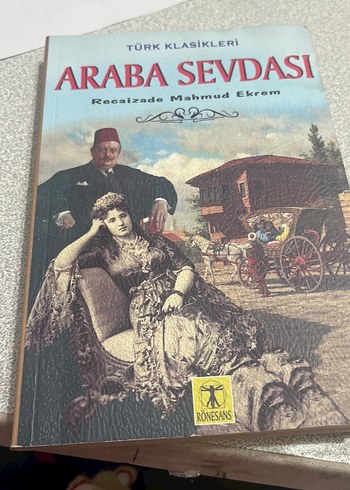 TÜRK KLASİKLERİ
ARABA SEVDASI
Recaizade Mahmud Ekrem
RÖNESANS